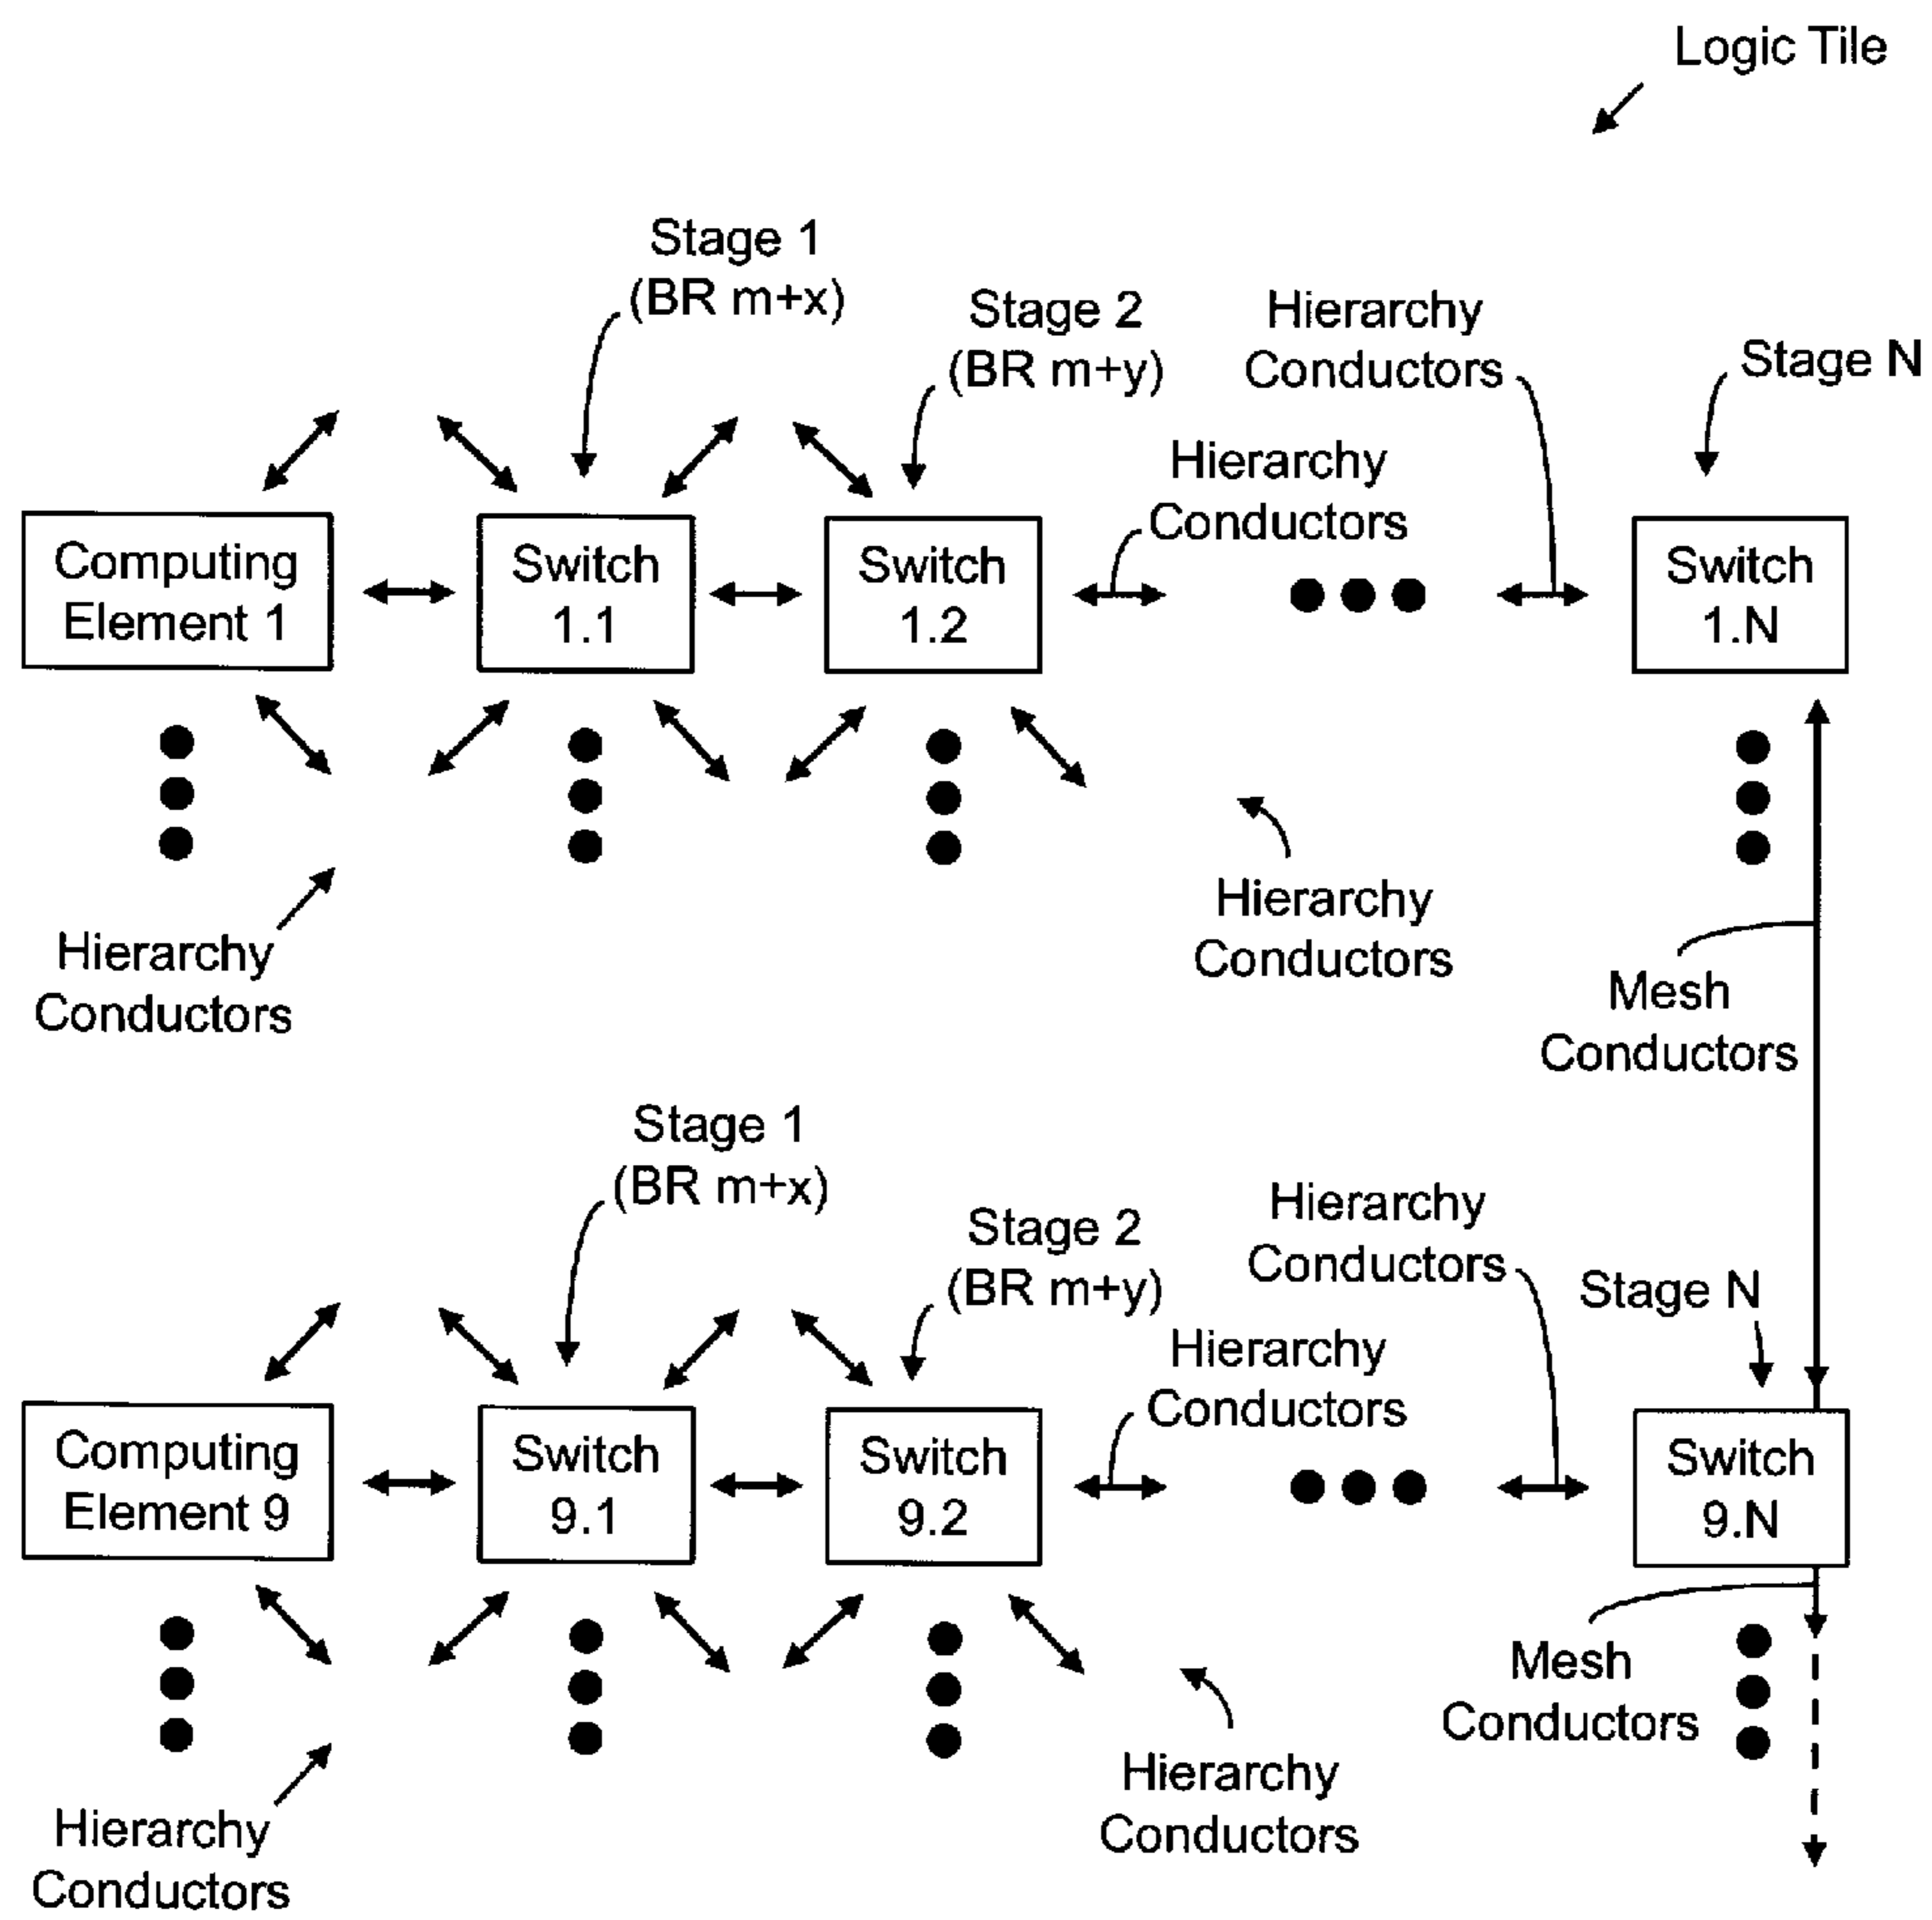 Logic Tile
Stage 1
(BR m+x)
Stage 2
(BR m+y)
Hierarchy
Conductors
Stage N
Hierarchy
Conductors
Computing
Element 1
Switch
1.1
Switch
1.2
Switch
1.N
Hierarchy
Conductors
Hierarchy
Conductors
Mesh
Conductors
Stage 1
(BR m+x)
Stage 2
(BR m+y)
Hierarchy
Conductors
Stage N
Hierarchy
Conductors
Computing
Element 9
Switch
9.1
Switch
9.2
Switch
9.N
Mesh
Conductors
Hierarchy
Conductors
Hierarchy
Conductors